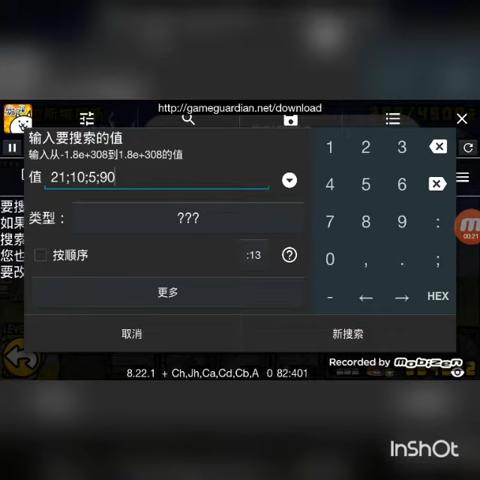 http://gameguardian.net/download
输入要搜索的值
输入从-1.8e+308到1.8e+308的值
值 21;10;5;90
类型： ???
按顺序 :13
更多
取消 新搜索
1 2 3
4 5 6
7 8 9 :
0 , . ;
- ← → HEX
00:21
要搜
如果
搜索
您也
要改
Recorded by Mobizen
8.22.1 + Ch,Jh,Ca,Cd,Cb,A 0 82:401
InShOt